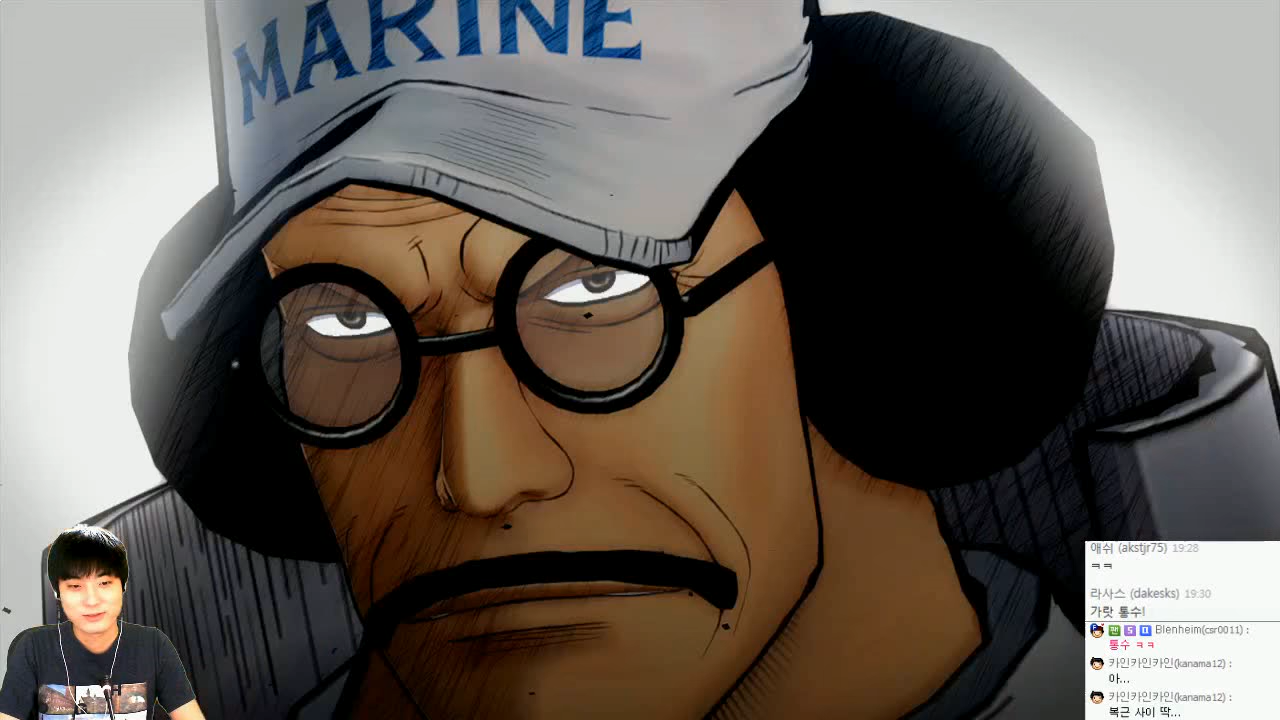 MARINE
애쉬 (akstjr75) 19:28
ㅋㅋ
라사스 (dakesks) 19:30
가랏 통수!
팬 S Q Blenheim(csr0011) :
통수 ㅋㅋ
카인카인카인(kanama12) :
아...
카인카인카인(kanama12) :
복근 사이 딱...